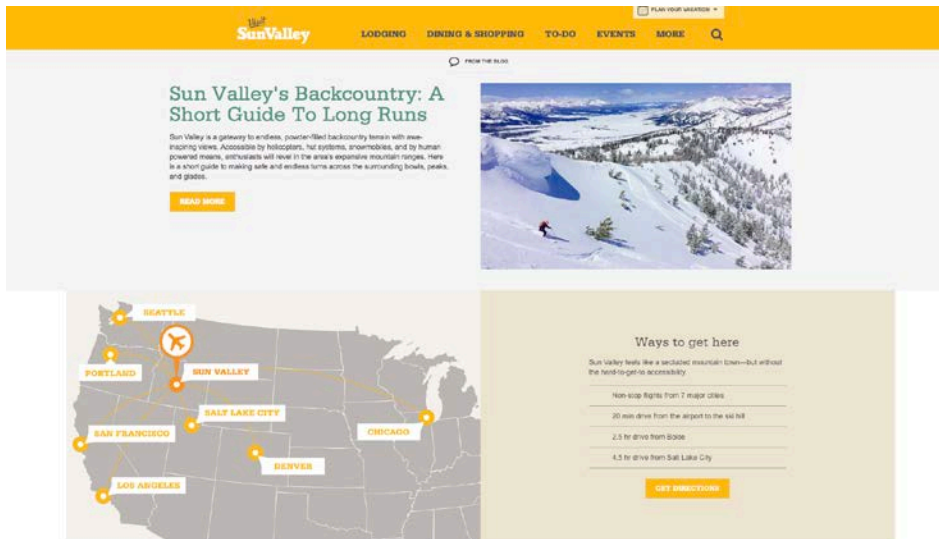 PLAN YOUR VACATION
Visit
SunValley
LODGING DINING & SHOPPING TO-DO EVENTS MORE
FROM THE BLOG
Sun Valley's Backcountry: A
Short Guide To Long Runs
Sun Valley is a gateway to endless, powder-filled backcountry terrain with awe-
inspiring views. Accessible by helicopters, hut systems, snowmobiles, and by human
powered means, enthusiasts will revel in the area's expansive mountain ranges. Here
is a short guide to making safe and endless turns across the surrounding bowls, peaks,
and glades.
READ MORE
SEATTLE
PORTLAND
SUN VALLEY
SALT LAKE CITY
SAN FRANCISCO
CHICAGO
DENVER
LOS ANGELES
Ways to get here
Sun Valley feels like a secluded mountain town—but without
the hard-to-get-to accessibility.
Non-stop flights from 7 major cities
20 min drive from the airport to the ski hill
2.5 hr drive from Boise
4.5 hr drive from Salt Lake City
GET DIRECTIONS